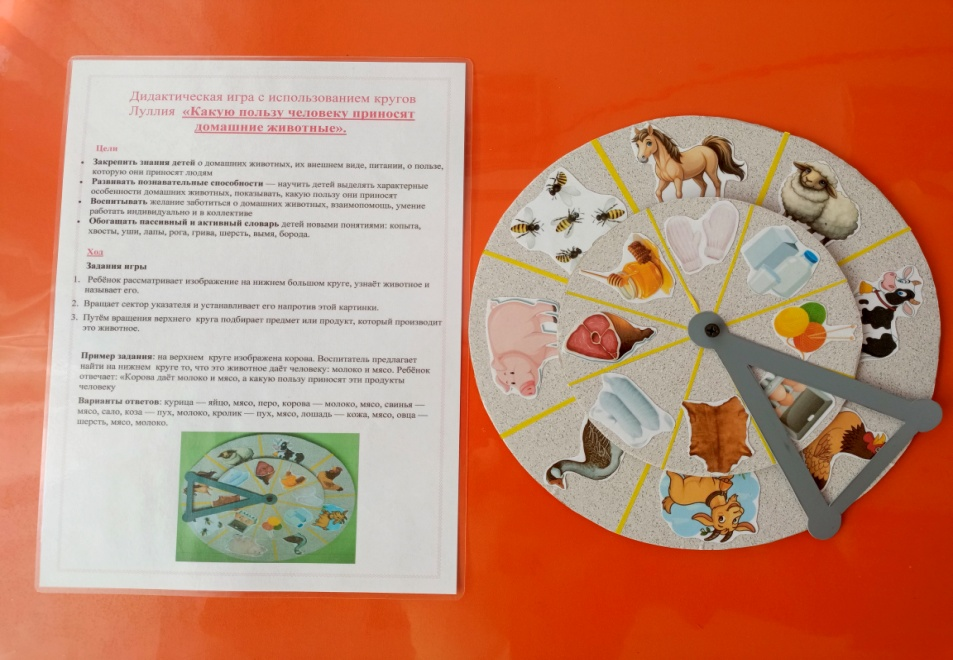 Дидактическая игра с использованием кругов
Луллия «Какую пользу человеку приносят
домашние животные».
Цели
• Закрепить знания детей о домашних животных, их внешнем виде, питании, о пользе,
которую они приносят людям
• Развивать познавательные способности — научить детей выделять характерные
особенности домашних животных, показывать, какую пользу они приносят
• Воспитывать желание заботиться о домашних животных, взаимопомощь, умение
работать индивидуально и в коллективе
• Обогащать пассивный и активный словарь детей новыми понятиями: копыта,
хвосты, уши, лапы, рога, грива, шерсть, вымя, борода.
Ход
Задания игры
1. Ребёнок рассматривает изображение на нижнем большом круге, узнаёт животное и
называет его.
2. Вращает сектор указателя и устанавливает его напротив этой картинки.
3. Путём вращения верхнего круга подбирает предмет или продукт, который производит
это животное.
Пример задания: на верхнем круге изображена корова. Воспитатель предлагает
найти на нижнем круге то, что это животное даёт человеку: молоко и мясо. Ребёнок
отвечает: «Корова даёт молоко и мясо, а какую пользу приносят эти продукты
человеку
Варианты ответов: курица — яйцо, мясо, перо, корова — молоко, мясо, свинья —
мясо, сало, коза — пух, молоко, кролик — пух, мясо, лошадь — кожа, мясо, овца —
шерсть, мясо, молоко.